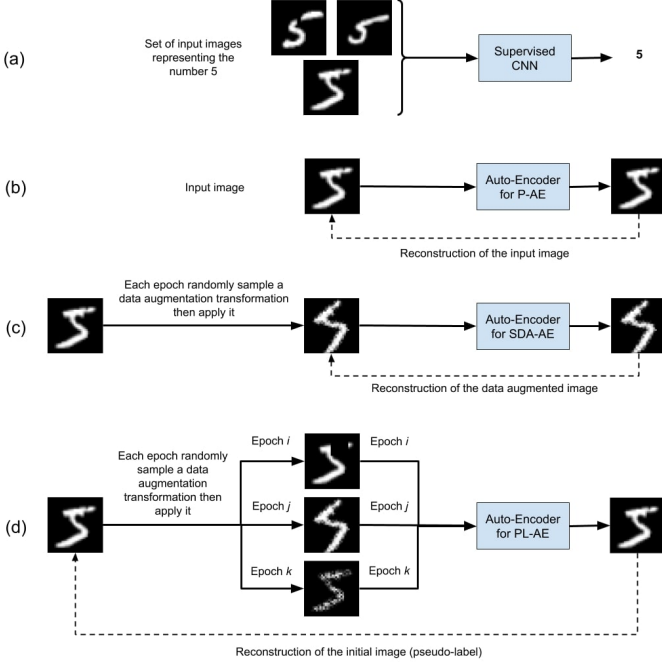 (a)
Set of input images
representing the
number 5
Supervised
CNN
5
(b)
Input image
Auto-Encoder
for P-AE
Reconstruction of the input image
(c)
Each epoch randomly sample a
data augmentation transformation
then apply it
Auto-Encoder
for SDA-AE
Reconstruction of the data augmented image
(d)
Each epoch randomly
sample a data
augmentation
transformation then
apply it
Epoch i
Epoch i
Epoch j
Epoch j
Epoch k
Epoch k
Auto-Encoder
for PL-AE
Reconstruction of the initial image (pseudo-label)